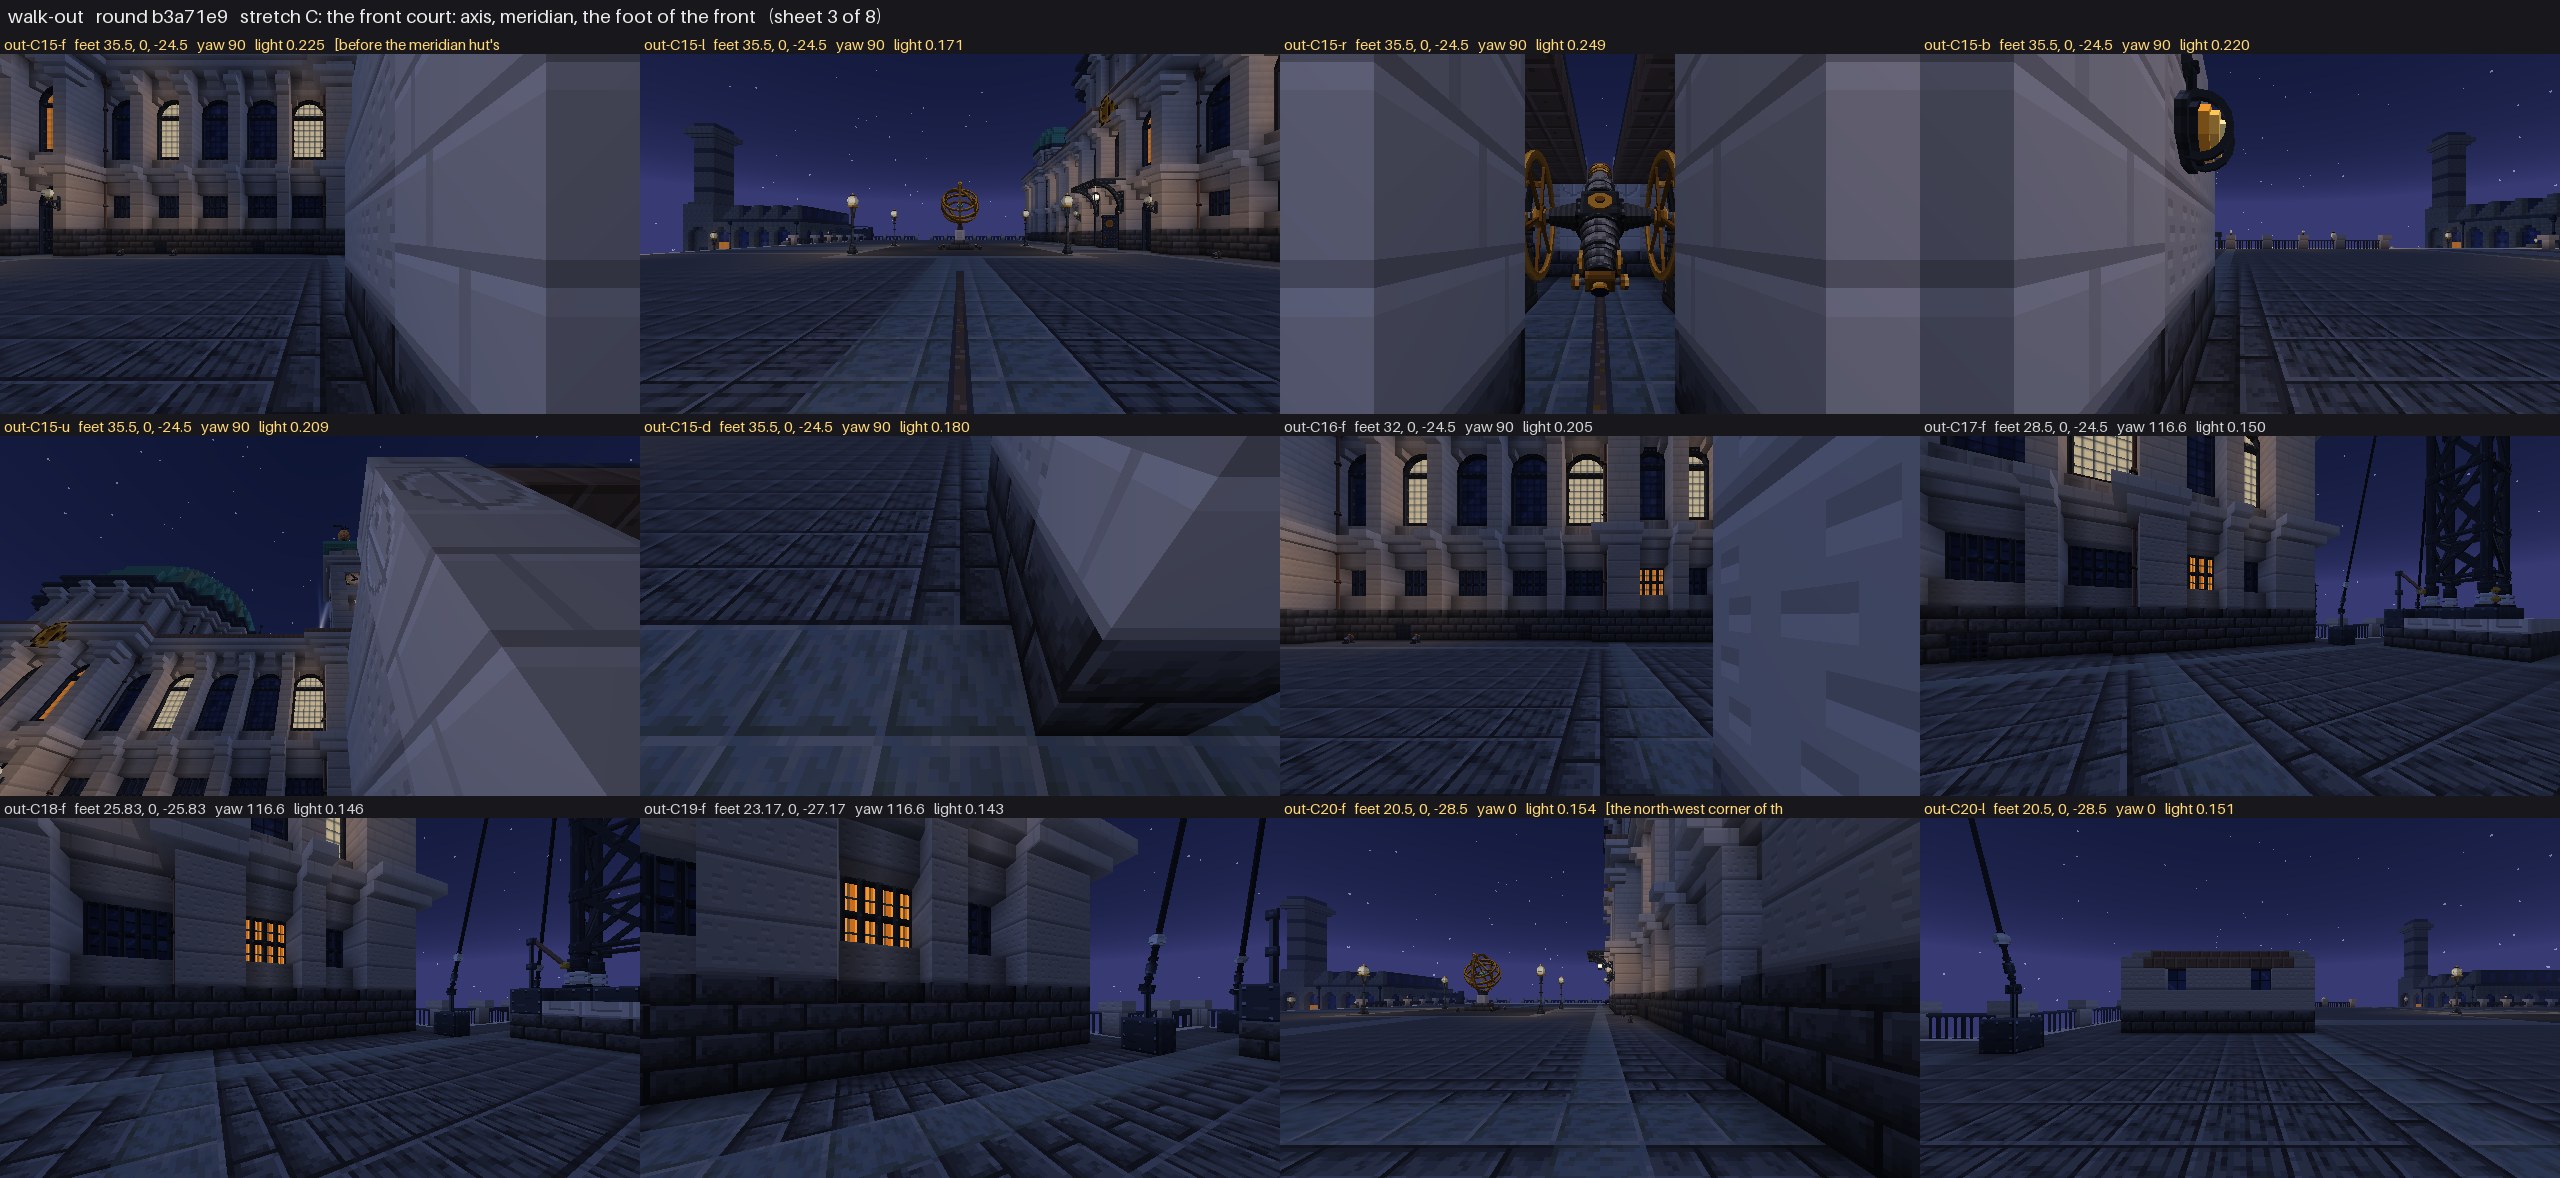 walk-out round b3a71e9 stretch C: the front court: axis, meridian, the foot of the front (sheet 3 of 8)
out-C15-f feet 35.5, 0, -24.5 yaw 90 light 0.225 [before the meridian hut's
out-C15-l feet 35.5, 0, -24.5 yaw 90 light 0.171
out-C15-r feet 35.5, 0, -24.5 yaw 90 light 0.249
out-C15-b feet 35.5, 0, -24.5 yaw 90 light 0.220
out-C15-u feet 35.5, 0, -24.5 yaw 90 light 0.209
out-C15-d feet 35.5, 0, -24.5 yaw 90 light 0.180
out-C16-f feet 32, 0, -24.5 yaw 90 light 0.205
out-C17-f feet 28.5, 0, -24.5 yaw 116.6 light 0.150
out-C18-f feet 25.83, 0, -25.83 yaw 116.6 light 0.146
out-C19-f feet 23.17, 0, -27.17 yaw 116.6 light 0.143
out-C20-f feet 20.5, 0, -28.5 yaw 0 light 0.154 [the north-west corner of th
out-C20-l feet 20.5, 0, -28.5 yaw 0 light 0.151